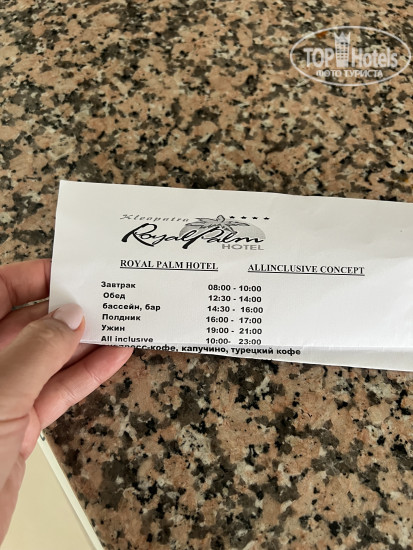 TOP Hotels
ФОТО ТУРИСТА
Kleopatra
Royal Palm
HOTEL
ROYAL PALM HOTEL ALLINCLUSIVE CONCEPT
Завтрак 08:00 - 10:00
Обед 12:30 - 14:00
бассейн, бар 14:30 - 16:00
Полдник 16:00 - 17:00
Ужин 19:00 - 21:00
All inclusive 10:00- 23:00
кофе, капучино, турецкий кофе